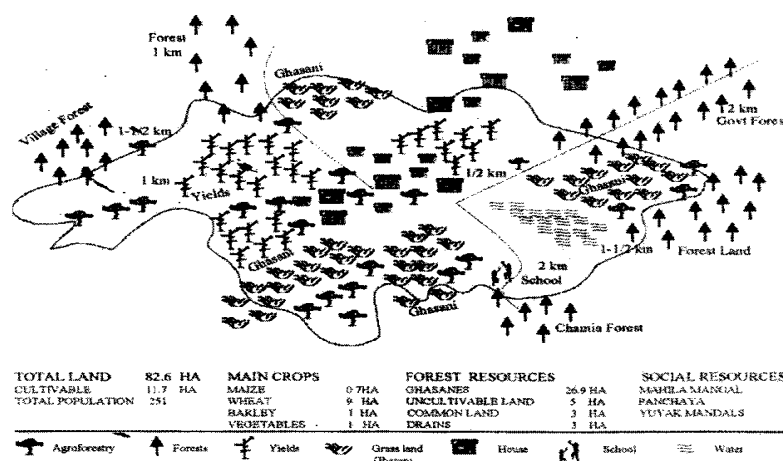 Forest
1 km
Ghasani
Village Forest
1-1/2 km
2 km
Govt Forest
1 km
Yields
1/2 km
Ghasani
Ghasani
1-1/2 km
Forest Land
2 km
School
Ghasani
Chamia Forest
TOTAL LAND 82.6 HA MAIN CROPS FOREST RESOURCES SOCIAL RESOURCES
CULTIVABLE 11.7 HA MAIZE 0.7HA GHASANES 26.9 HA MAHILA MANGAL
TOTAL POPULATION 251 WHEAT 9 HA UNCULTIVABLE LAND 5 HA PANCHAYA
BARLEY 1 HA COMMON LAND 3 HA YUVAK MANDALS
VEGETABLES 1 HA DRAINS 3 HA
Agroforestry Forests Yields Grass land House School Water
Ghasani